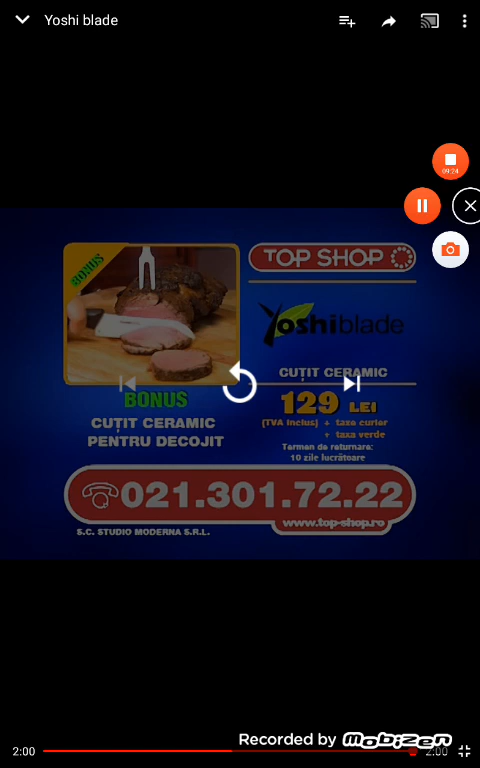 Yoshi blade
09:24
BONUS
TOP SHOP
Yoshiblade
CUȚIT CERAMIC
BONUS
129 LEI
CUȚIT CERAMIC
PENTRU DECOJIT
(TVA inclus) + taxe curier
+ taxa verde
Termen de returnare:
10 zile lucrătoare
021.301.72.22
www.top-shop.ro
S.C. STUDIO MODERNA S.R.L.
Recorded by MOBIZEN
2:00
2:00